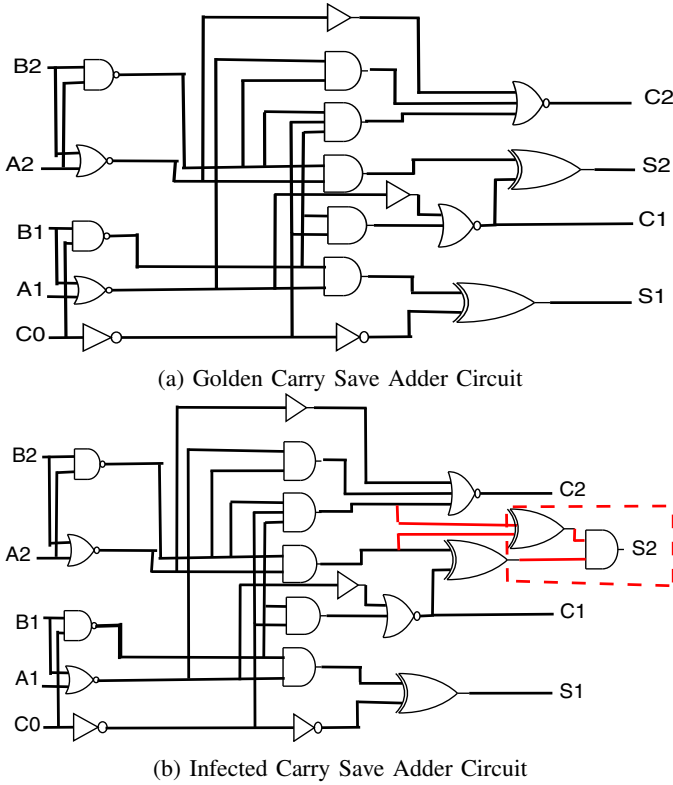 B2
C2
A2
S2
B1
C1
A1
S1
C0
(a) Golden Carry Save Adder Circuit
B2
C2
S2
A2
B1
C1
A1
S1
C0
(b) Infected Carry Save Adder Circuit